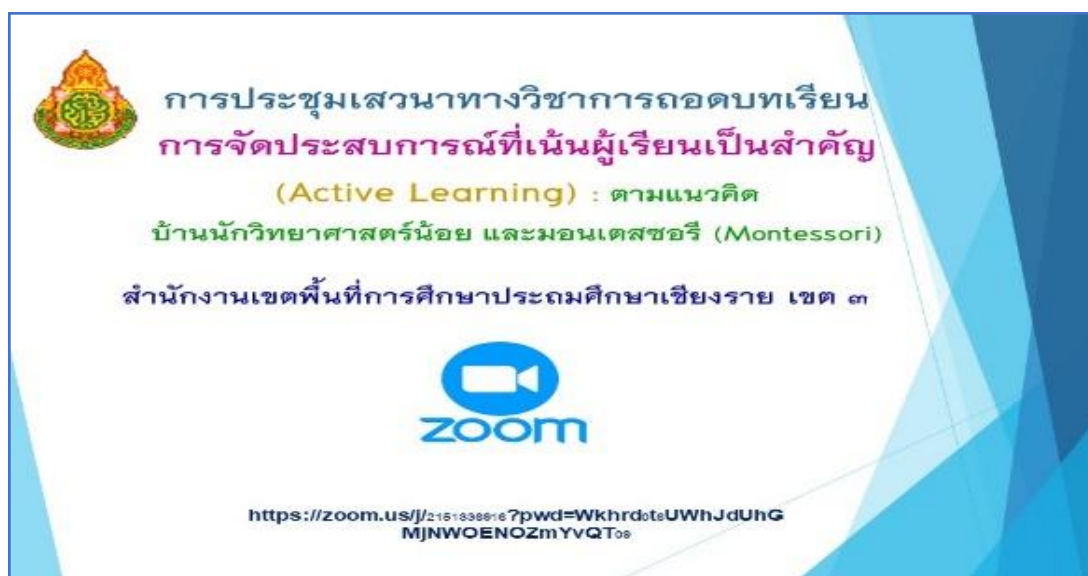 การประชุมเสวนาทางวิชาการถอดบทเรียน
การจัดประสบการณ์ที่เน้นผู้เรียนเป็นสำคัญ
(Active Learning) : ตามแนวคิด
บ้านนักวิทยาศาสตร์น้อย และมอนเตสซอรี (Montessori)
สำนักงานเขตพื้นที่การศึกษาประถมศึกษาเชียงราย เขต ๓
zoom